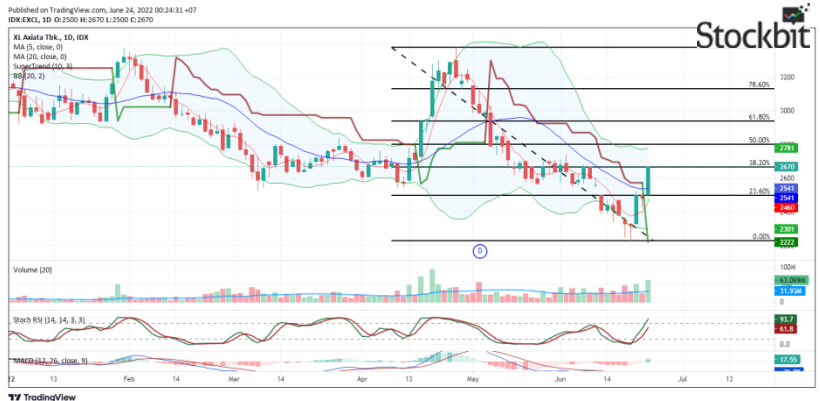 Published on TradingView.com, June 24, 2022 00:24:31 +07
IDX:EXCL, 1D O:2500 H:2670 L:2500 C:2670
Stockbit
XL Axiata Tbk., 1D, IDX
MA (5, close, 0)
MA (20, close, 0)
SuperTrend (10, 3)
BB (20, 2)
3200
78.60%
3000
61.80%
50.00%
2781
38.20%
2670
2600
2541
2541
23.60%
2460
2400
2301
0.00%
2222
D
Volume (20)
100M
63.069M
31.93M
0
Stoch RSI (14, 14, 3, 3)
93.7
61.8
0.0
MACD (12, 26, close, 9)
17.55
22 13 Feb 14 Mar 14 Apr 13 May Jun 14 Jul 13
TradingView